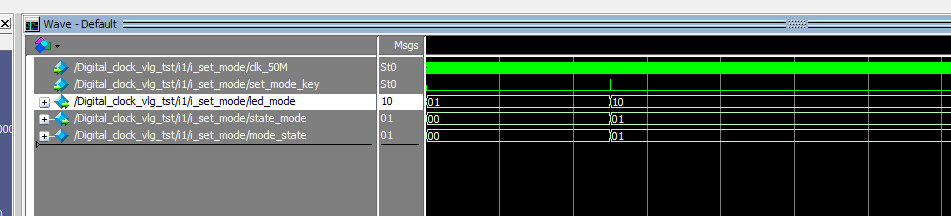 Wave - Default
Msgs
/Digital_clock_vlg_tst/i1/i_set_mode/clk_50M St0
/Digital_clock_vlg_tst/i1/i_set_mode/set_mode_key St0
/Digital_clock_vlg_tst/i1/i_set_mode/led_mode 10 01 10
/Digital_clock_vlg_tst/i1/i_set_mode/state_mode 01 00 01
/Digital_clock_vlg_tst/i1/i_set_mode/mode_state 01 00 01